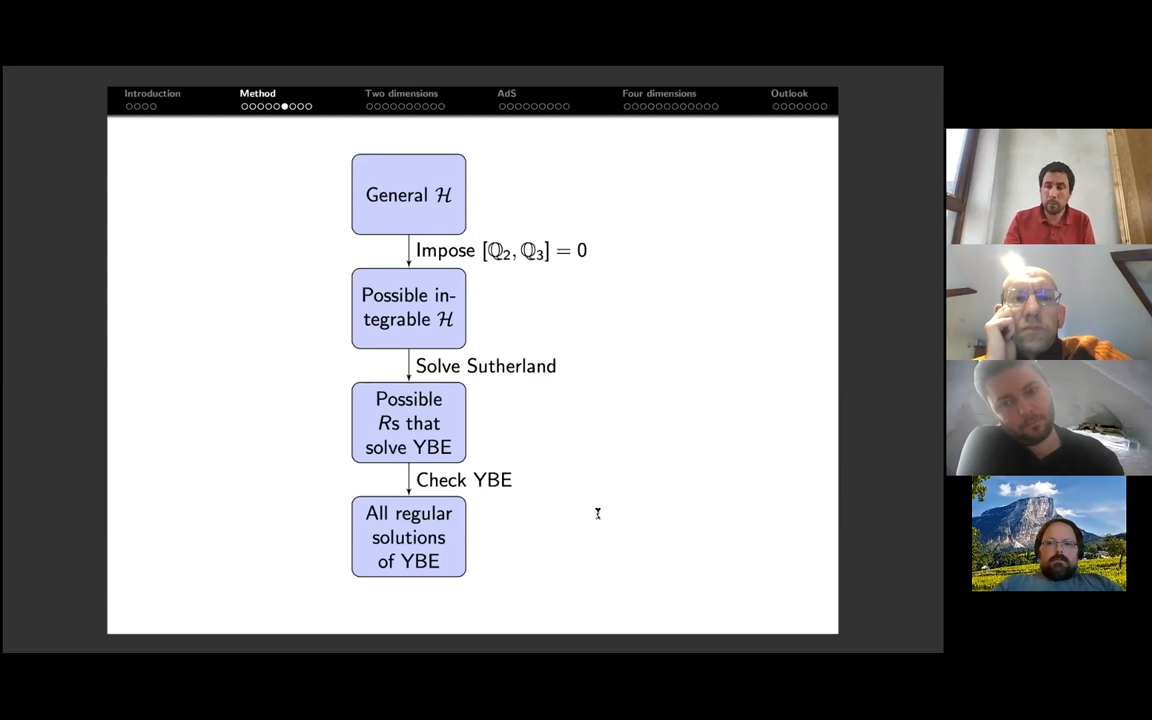 Introduction Method Two dimensions AdS Four dimensions Outlook
General ℋ
Impose [ℚ₂, ℚ₃] = 0
Possible in-
tegrable ℋ
Solve Sutherland
Possible
Rs that
solve YBE
Check YBE
All regular
solutions
of YBE